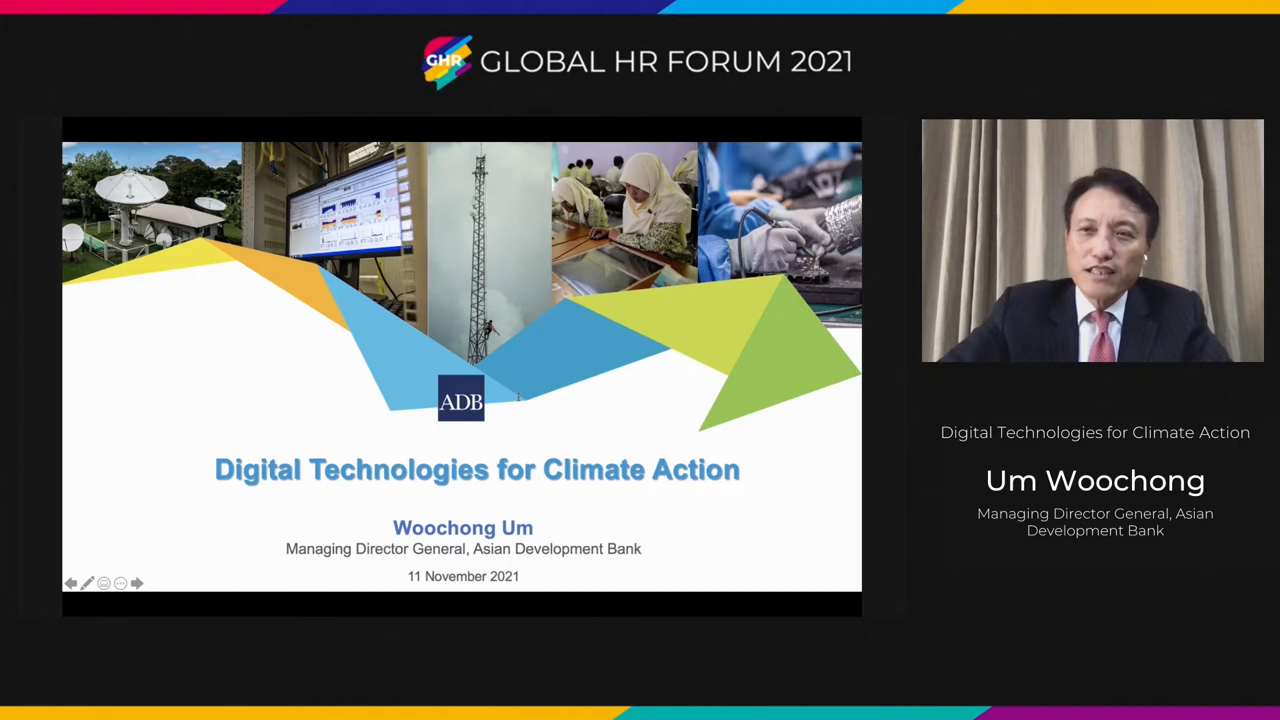 GHR GLOBAL HR FORUM 2021
ADB
Digital Technologies for Climate Action
Woochong Um
Managing Director General, Asian Development Bank
11 November 2021
Digital Technologies for Climate Action
Um Woochong
Managing Director General, Asian
Development Bank